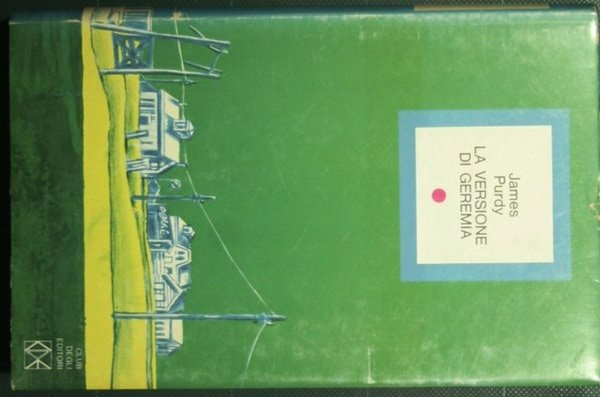 James
Purdy
LA VERSIONE
DI GEREMIA
CLUB
DEGLI
EDITORI